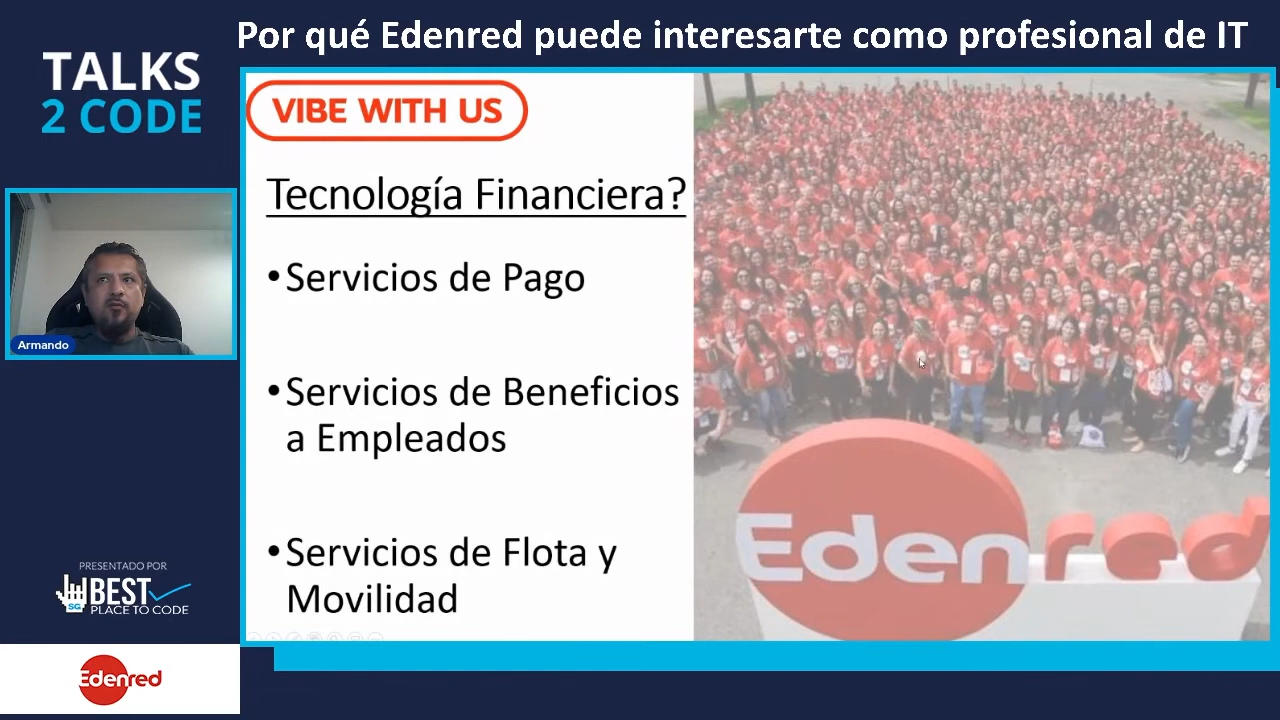 Por qué Edenred puede interesarte como profesional de IT
TALKS
2 CODE
VIBE WITH US
Tecnología Financiera?
•Servicios de Pago
•Servicios de Beneficios
a Empleados
•Servicios de Flota y
Movilidad
Armando
Edenred
PRESENTADO POR
SG
BEST
PLACE TO CODE
Edenred